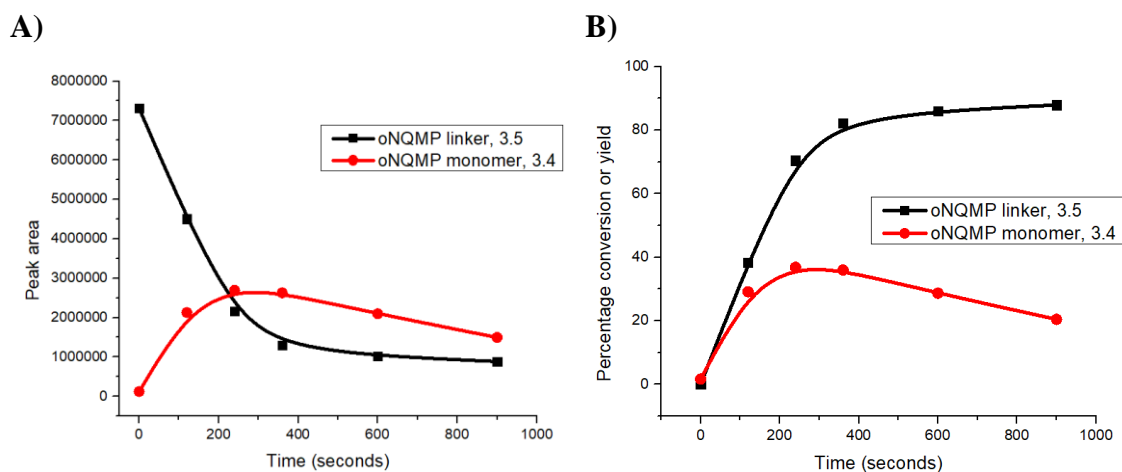 A)
8000000
7000000
6000000
5000000
4000000
3000000
2000000
1000000
0
Peak area
oNQMP linker, 3.5
oNQMP monomer, 3.4
0 200 400 600 800 1000
Time (seconds)
B)
100
80
60
40
20
0
Percentage conversion or yield
oNQMP linker, 3.5
oNQMP monomer, 3.4
0 200 400 600 800 1000
Time (seconds)